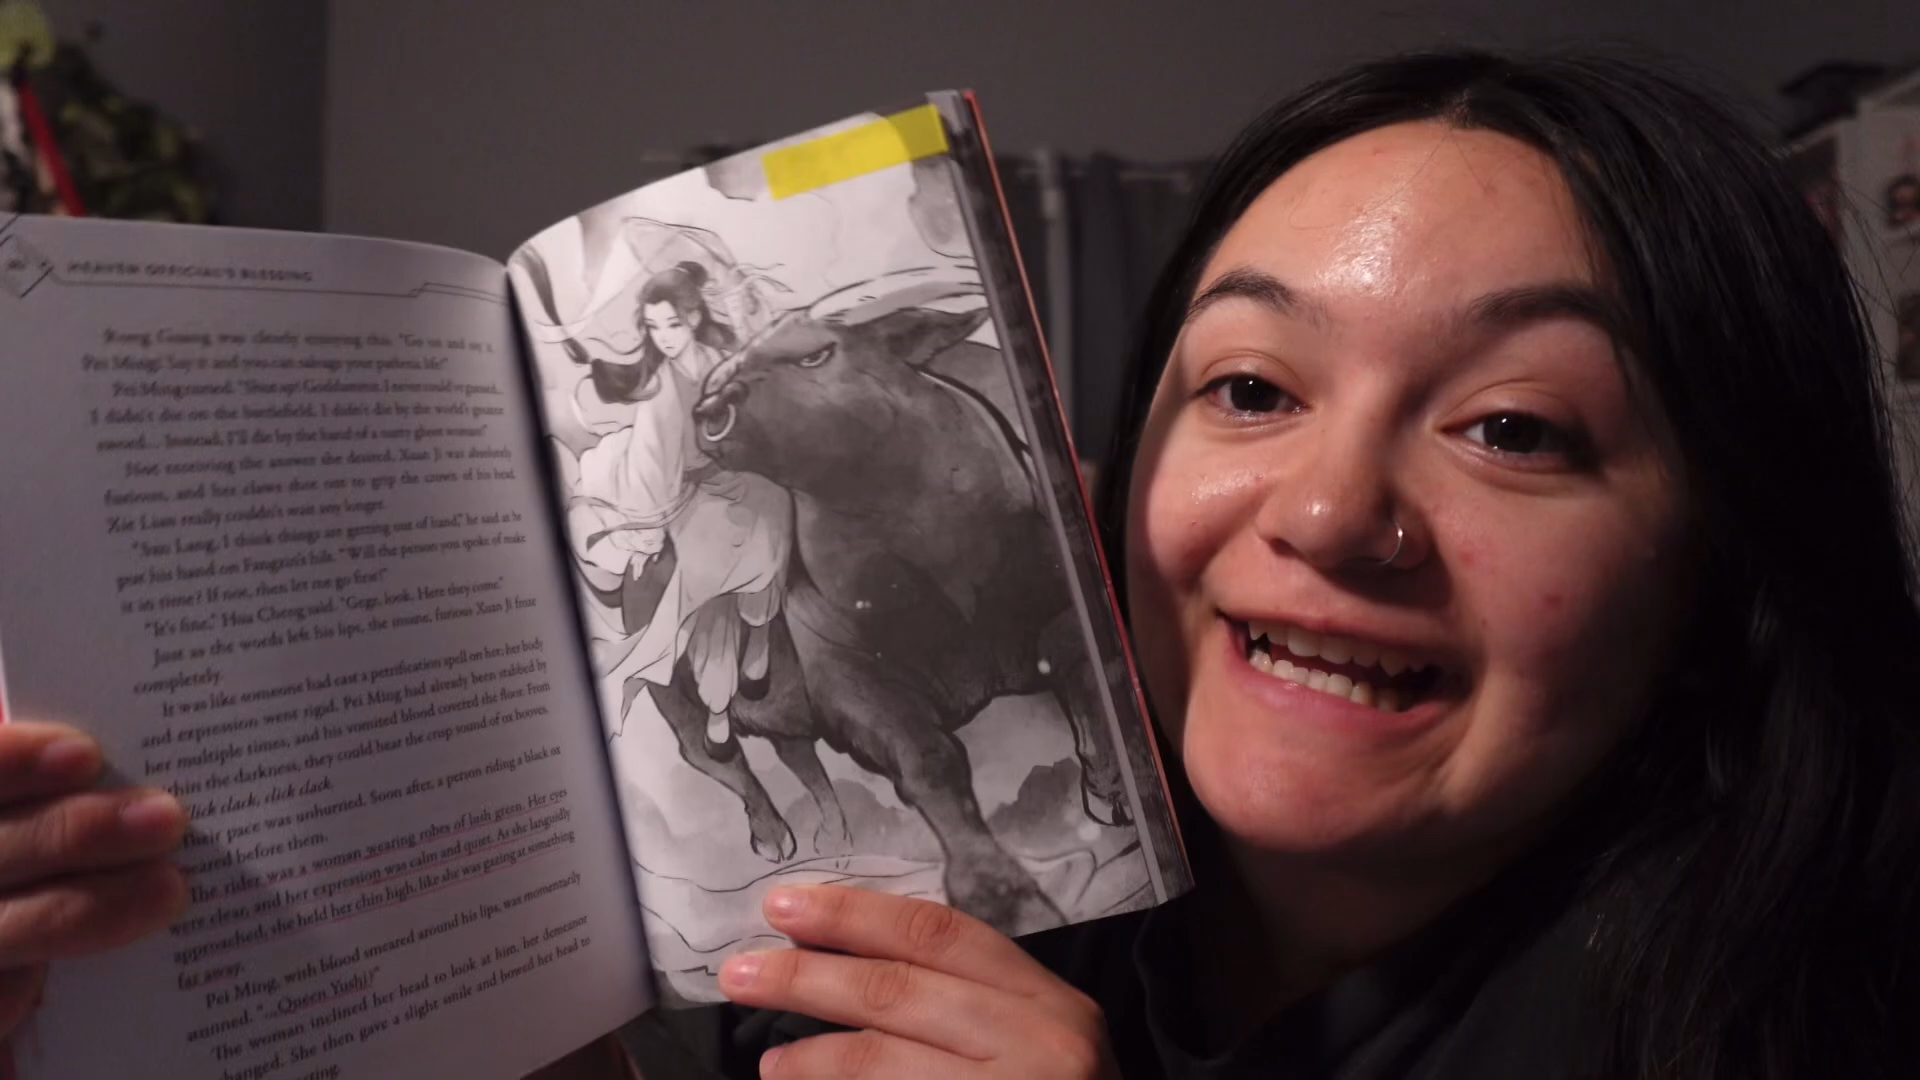 HEAVEN OFFICIAL'S BLESSING
Rong Guang was clearly enjoying this. "Go on and say it,
Pei Ming! Say it and you can salvage your pathetic life!"
Pei Ming cursed. "Shut up! Goddammit, I never could've guessed.
I didn't die on the battlefield, I didn't die by the world's greatest
sword... Instead, I'll die by the hand of a nasty ghost woman!"
Not receiving the answer she desired, Xuan Ji was absolutely
furious, and her claws shot out to grip the crown of his head.
Xie Lian really couldn't wait any longer.
"San Lang, I think things are getting out of hand," he said as he
put his hand on Fangxin's hilt. "Will the person you spoke of make
it in time? If not, then let me go first!"
"It's fine," Hua Cheng said. "Gege, look. Here they come."
Just as the words left his lips, the insane, furious Xuan Ji froze
completely.
It was like someone had cast a petrification spell on her; her body
and expression went rigid. Pei Ming had already been stabbed by
her multiple times, and his vomited blood covered the floor. From
within the darkness, they could hear the crisp sound of ox hooves.
Click clack, click clack.
Their pace was unhurried. Soon after, a person riding a black ox
appeared before them.
The rider was a woman wearing robes of lush green. Her eyes
were clear, and her expression was calm and quiet. As she languidly
approached, she held her chin high, like she was gazing at something
far away.
Pei Ming, with blood smeared around his lips, was momentarily
stunned. "...Queen Yushi?"
The woman inclined her head to look at him, her demeanor
unchanged. She then gave a slight smile and bowed her head to